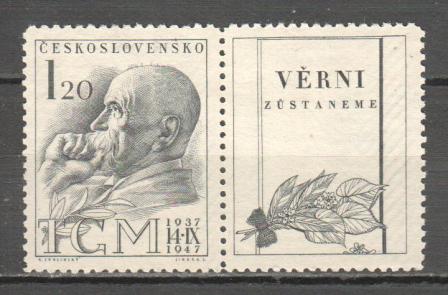 ČESKOSLOVENSKO
1.20
TGM
1937
14·IX
1947
VĚRNI
ZŮSTANEME